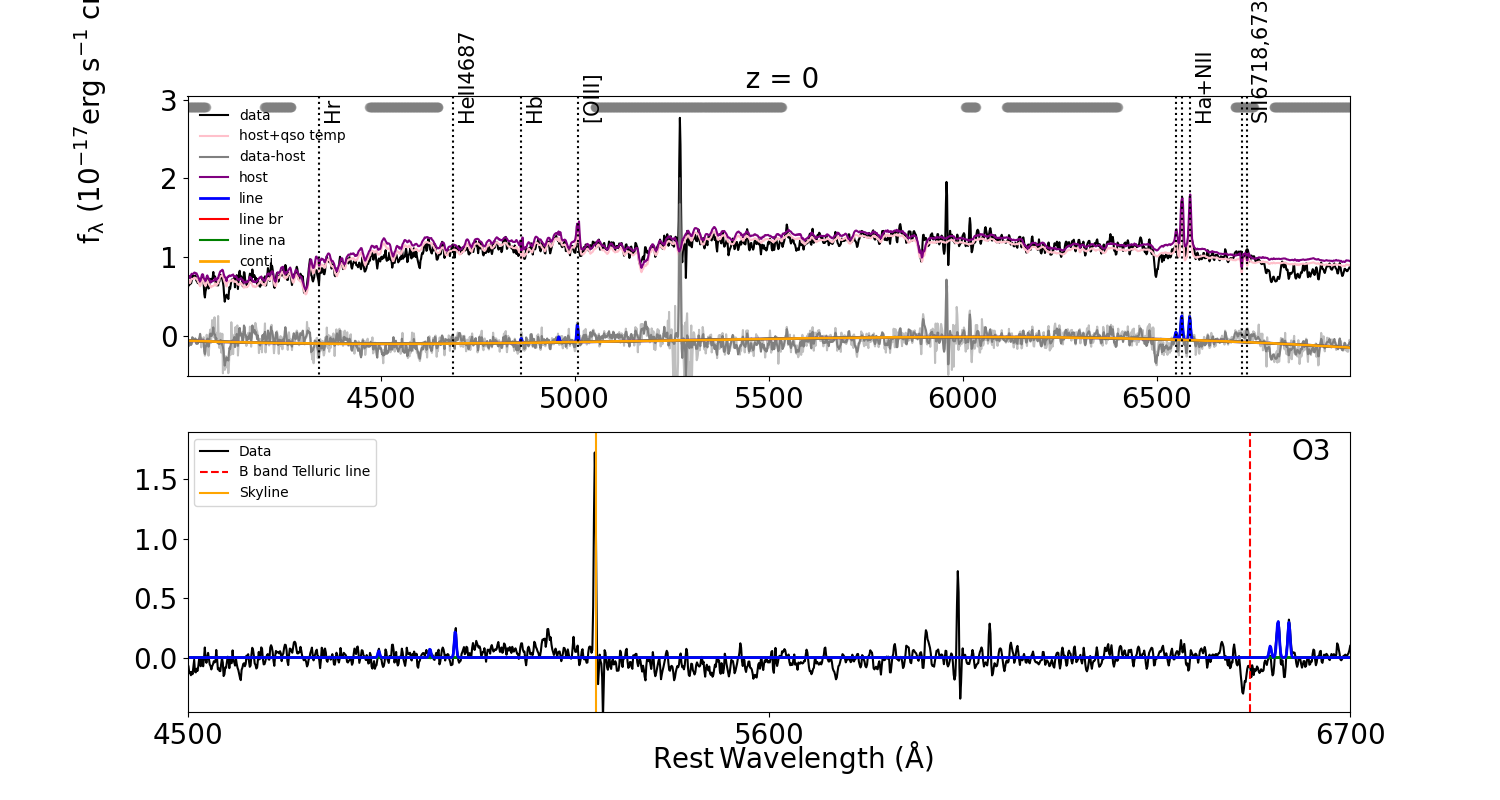 z = 0
f_λ (10^−17 erg s^−1 c
Hr
HeII4687
Hb
[OIII]
Ha+NII
SII6718,673
3
2
1
0
data
host+qso temp
data-host
host
line
line br
line na
conti
4500
5000
5500
6000
6500
O3
Data
B band Telluric line
Skyline
1.5
1.0
0.5
0.0
4500
5600
6700
Rest Wavelength (Å)